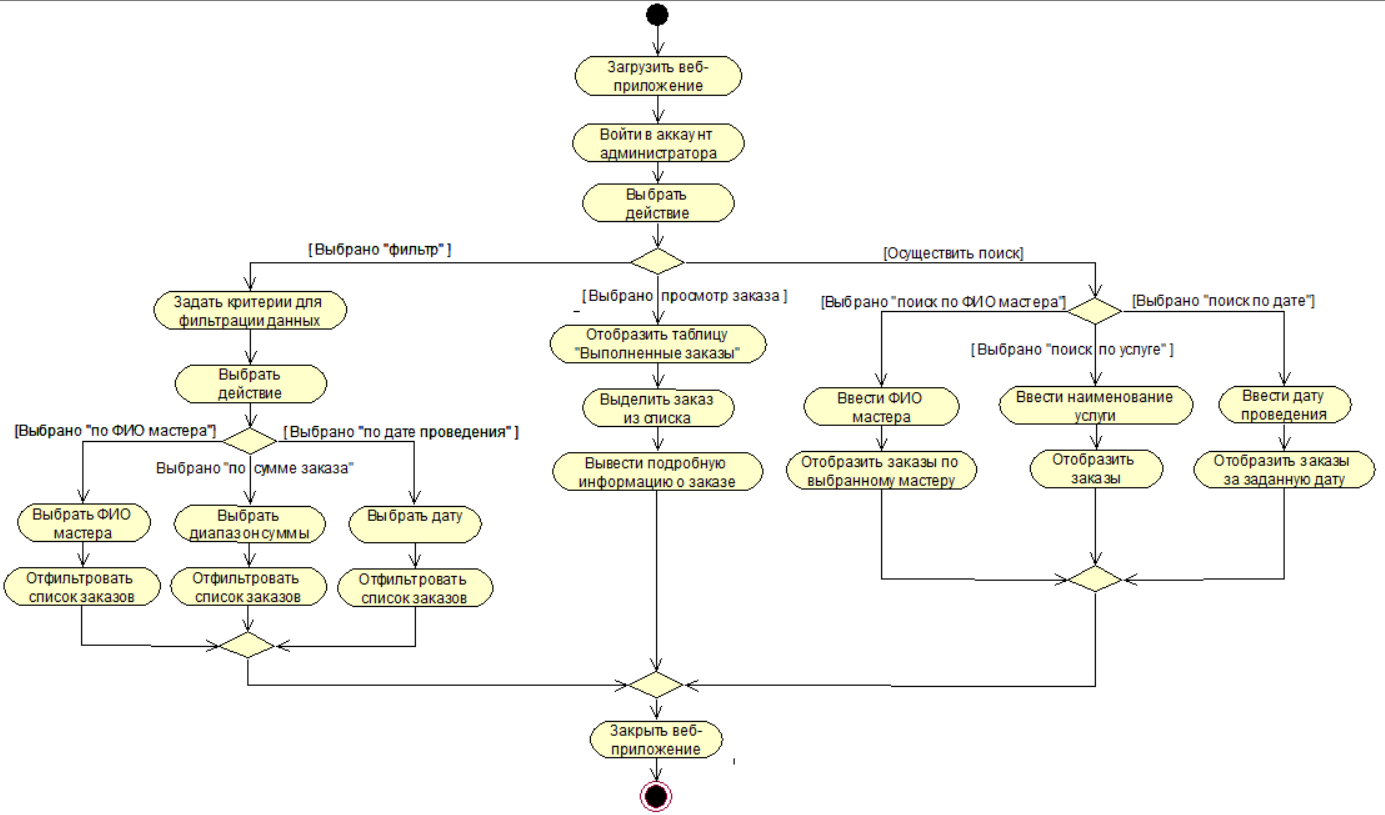 Загрузить веб-
приложение
Войти в аккаунт
администратора
Выбрать
действие
[ Выбрано "фильтр" ]
[Осуществить поиск]
[ Выбрано просмотр заказа ]
[Выбрано "поиск по ФИО мастера"]
[Выбрано "поиск по дате"]
Задать критерии для
фильтрации данных
Отобразить таблицу
"Выполненные заказы"
[ Выбрано "поиск по услуге" ]
Выбрать
действие
Выделить заказ
из списка
Ввести ФИО
мастера
Ввести наименование
услуги
Ввести дату
проведения
[Выбрано "по ФИО мастера"]
[ Выбрано "по дате проведения" ]
Выбрано "по сумме заказа"
Вывести подробную
информацию о заказе
Отобразить заказы по
выбранному мастеру
Отобразить
заказы
Отобразить заказы
за заданную дату
Выбрать ФИО
мастера
Выбрать
диапазон суммы
Выбрать дату
Отфильтровать
список заказов
Отфильтровать
список заказов
Отфильтровать
список заказов
Закрыть веб-
приложение